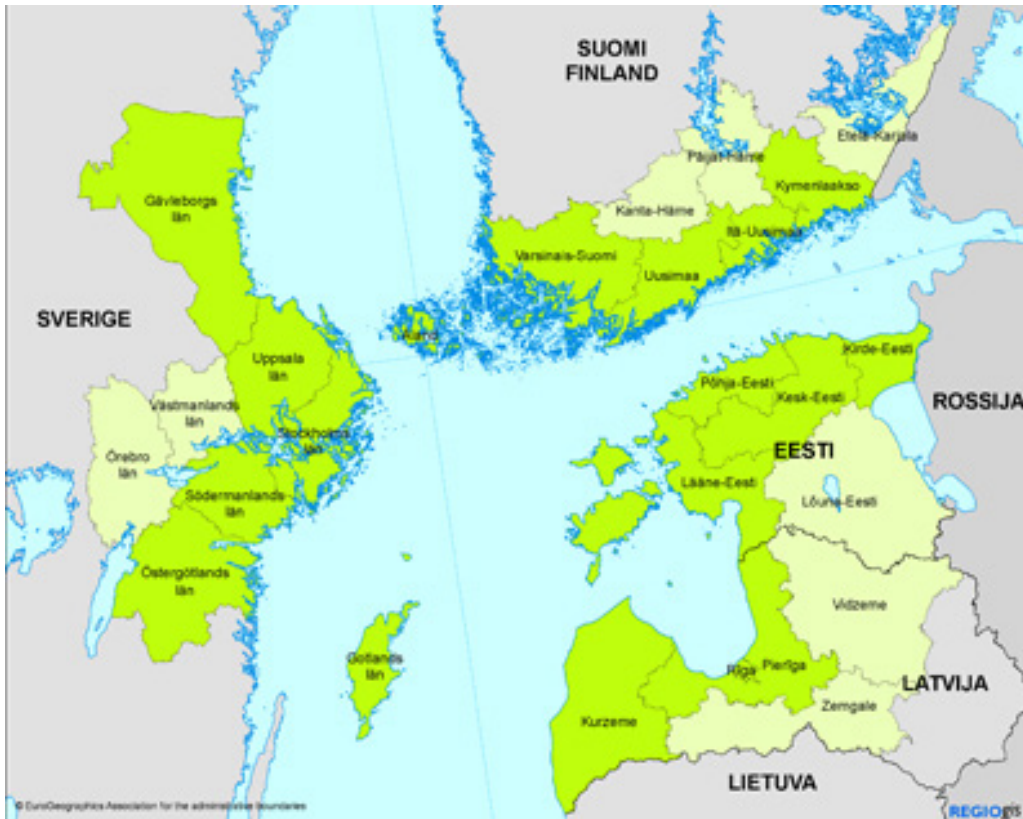 SUOMI
FINLAND
Etelä-Karjala
Päijät-Häme
Kymenlaakso
Kanta-Häme
Itä-Uusimaa
Varsinais-Suomi
Uusimaa
Åland
Gävleborgs
län
SVERIGE
Uppsala
län
Västmanlands
län
Stockholms
län
Örebro
län
Södermanlands
län
Östergötlands
län
Gotlands
län
Kirde-Eesti
Põhja-Eesti
Kesk-Eesti
ROSSIJA
EESTI
Lääne-Eesti
Lõuna-Eesti
Vidzeme
Rīga
Pierīga
LATVIJA
Zemgale
Kurzeme
LIETUVA
© EuroGeographics Association for the administrative boundaries
REGIOgis